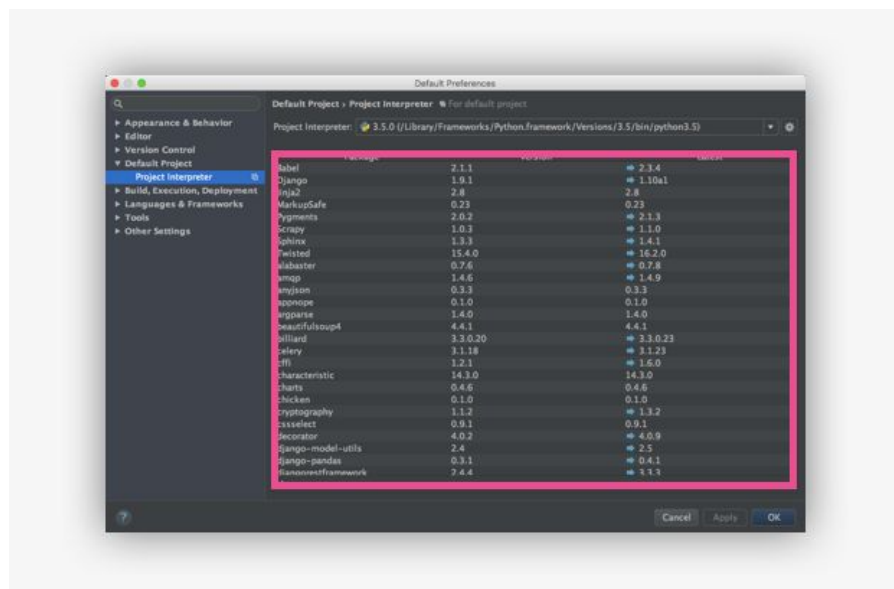 Default Preferences
Default Project › Project Interpreter For default project
Project Interpreter: 3.5.0 (/Library/Frameworks/Python.framework/Versions/3.5/bin/python3.5)
Appearance & Behavior
Editor
Version Control
Default Project
Project Interpreter
Build, Execution, Deployment
Languages & Frameworks
Tools
Other Settings
Package Version Latest
Babel 2.1.1 2.3.4
Django 1.9.1 1.10a1
Jinja2 2.8 2.8
MarkupSafe 0.23 0.23
Pygments 2.0.2 2.1.3
Scrapy 1.0.3 1.1.0
Sphinx 1.3.3 1.4.1
Twisted 15.4.0 16.2.0
alabaster 0.7.6 0.7.8
amqp 1.4.6 1.4.9
anyjson 0.3.3 0.3.3
appnope 0.1.0 0.1.0
argparse 1.4.0 1.4.0
beautifulsoup4 4.4.1 4.4.1
billiard 3.3.0.20 3.3.0.23
celery 3.1.18 3.1.23
cffi 1.2.1 1.6.0
characteristic 14.3.0 14.3.0
charts 0.4.6 0.4.6
chicken 0.1.0 0.1.0
cryptography 1.1.2 1.3.2
cssselect 0.9.1 0.9.1
decorator 4.0.2 4.0.9
django-model-utils 2.4 2.5
django-pandas 0.3.1 0.4.1
djangorestframework 2.4.4 3.3.3
? Cancel Apply OK